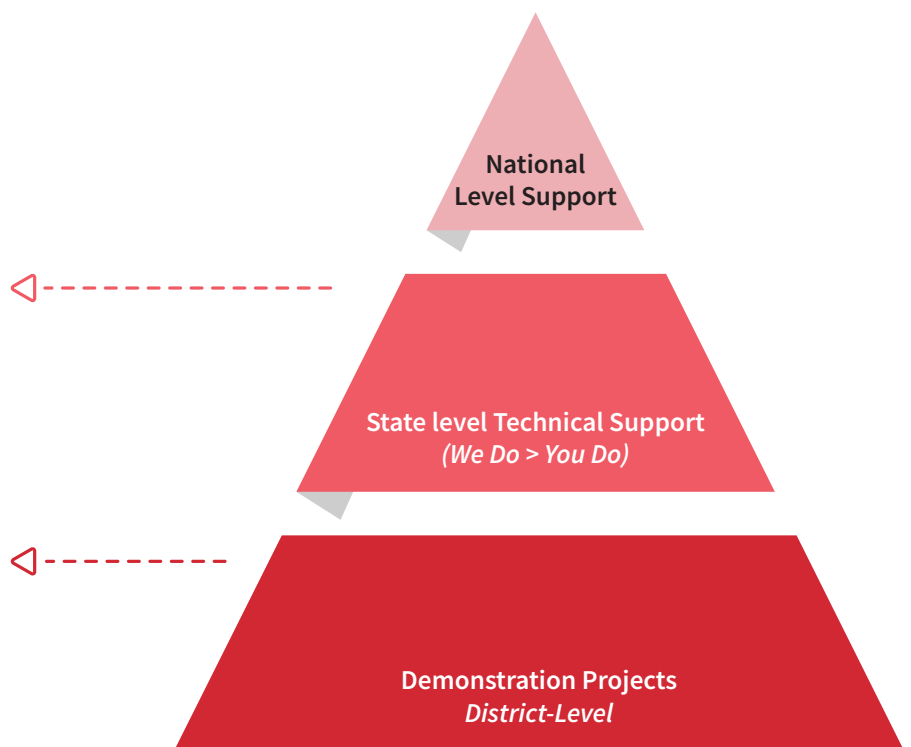 National
Level Support
State level Technical Support
(We Do > You Do)
Demonstration Projects
District-Level